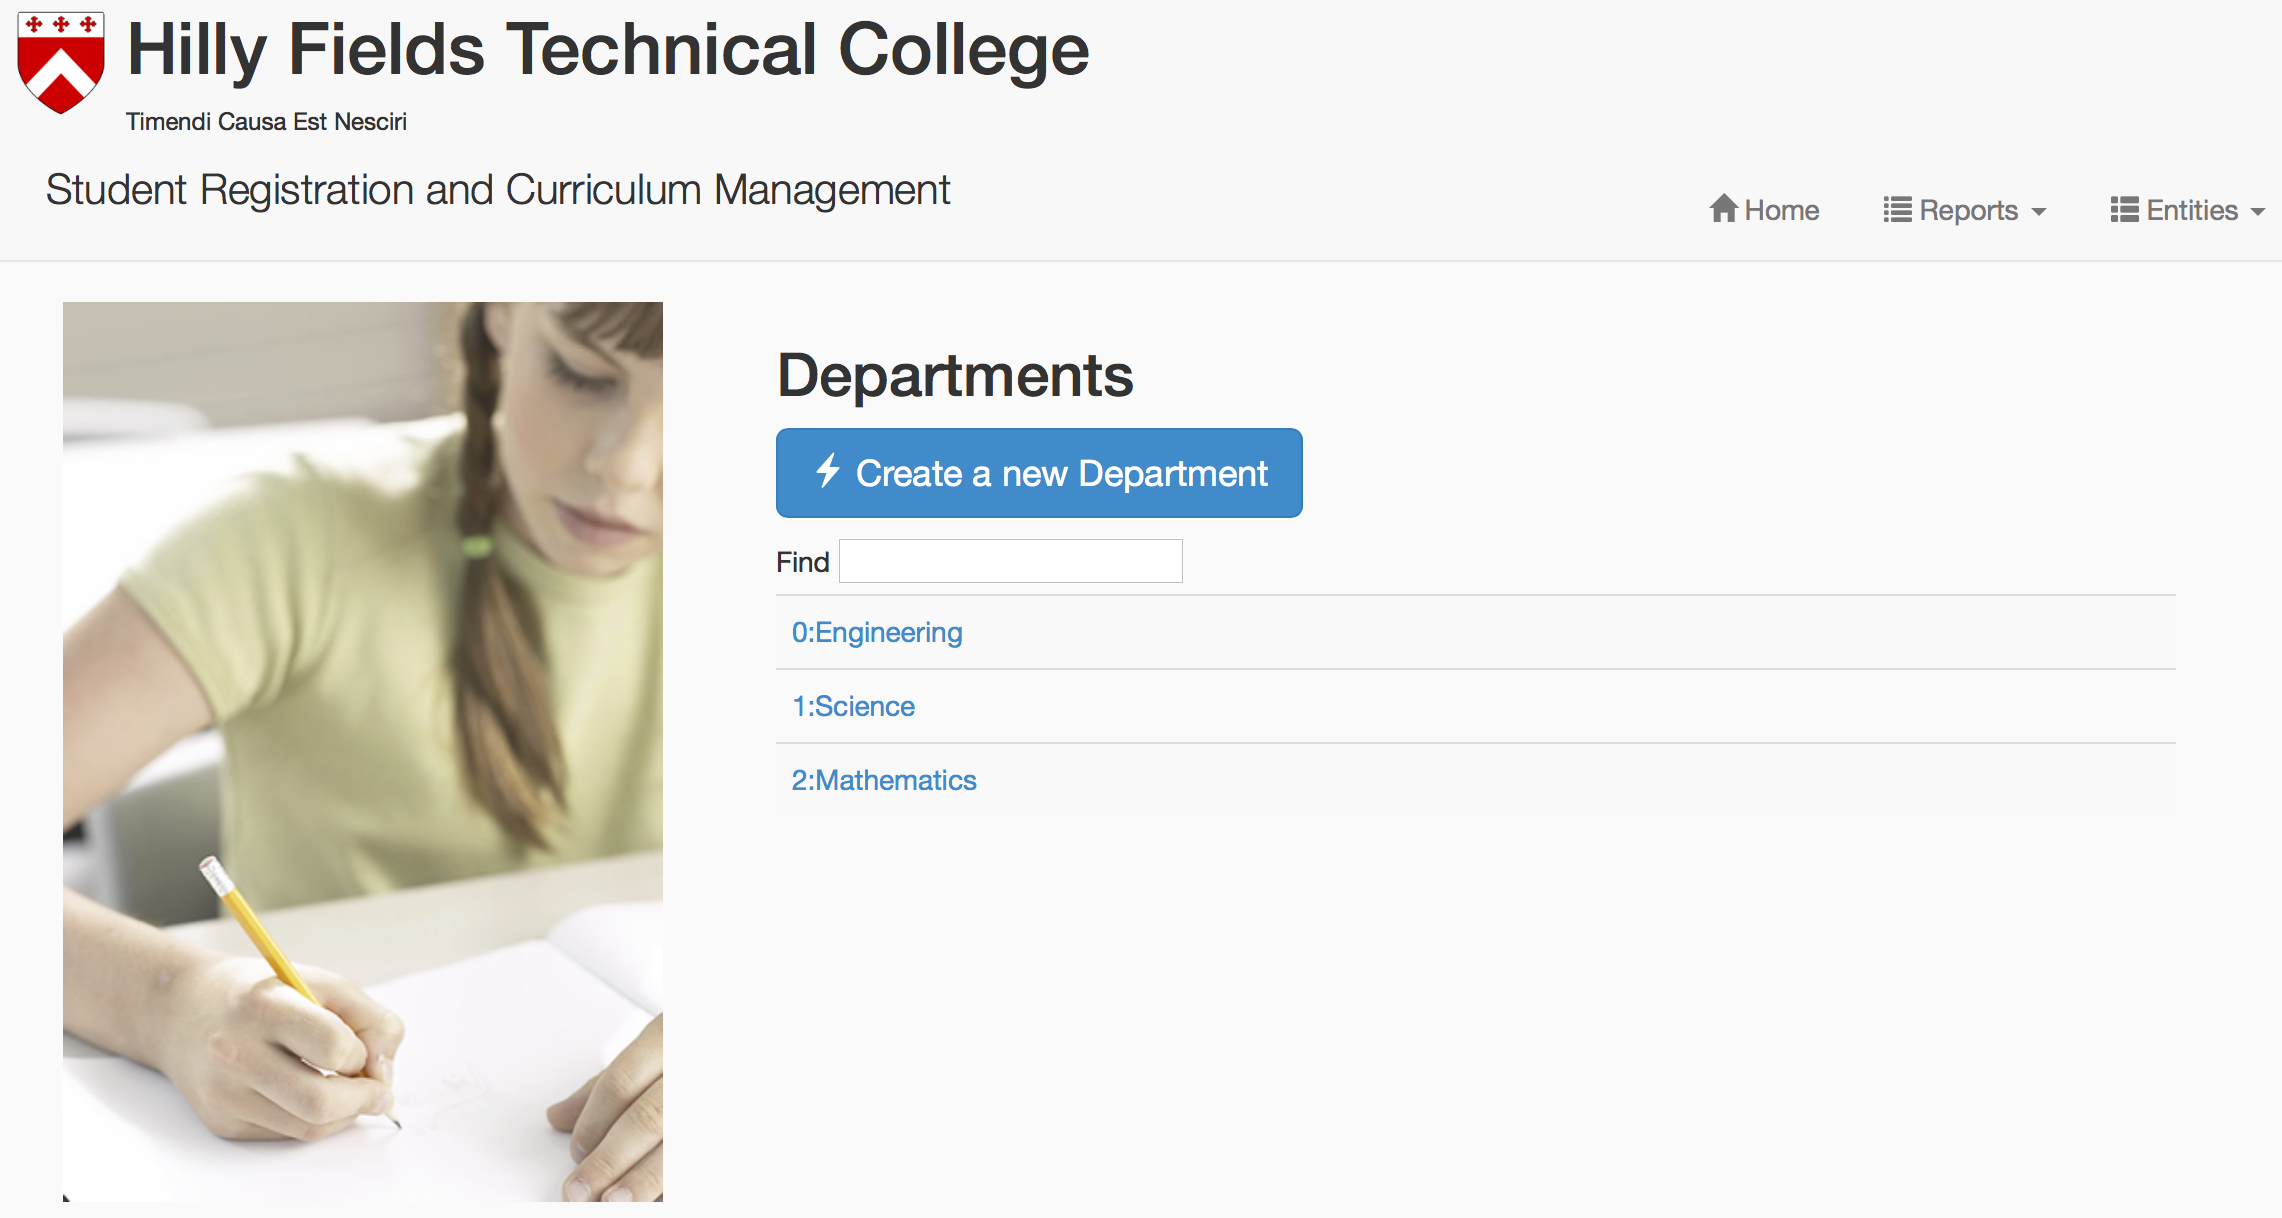 Hilly Fields Technical College
Timendi Causa Est Nesciri
Student Registration and Curriculum Management
Home Reports Entities
Departments
Create a new Department
Find
0:Engineering
1:Science
2:Mathematics